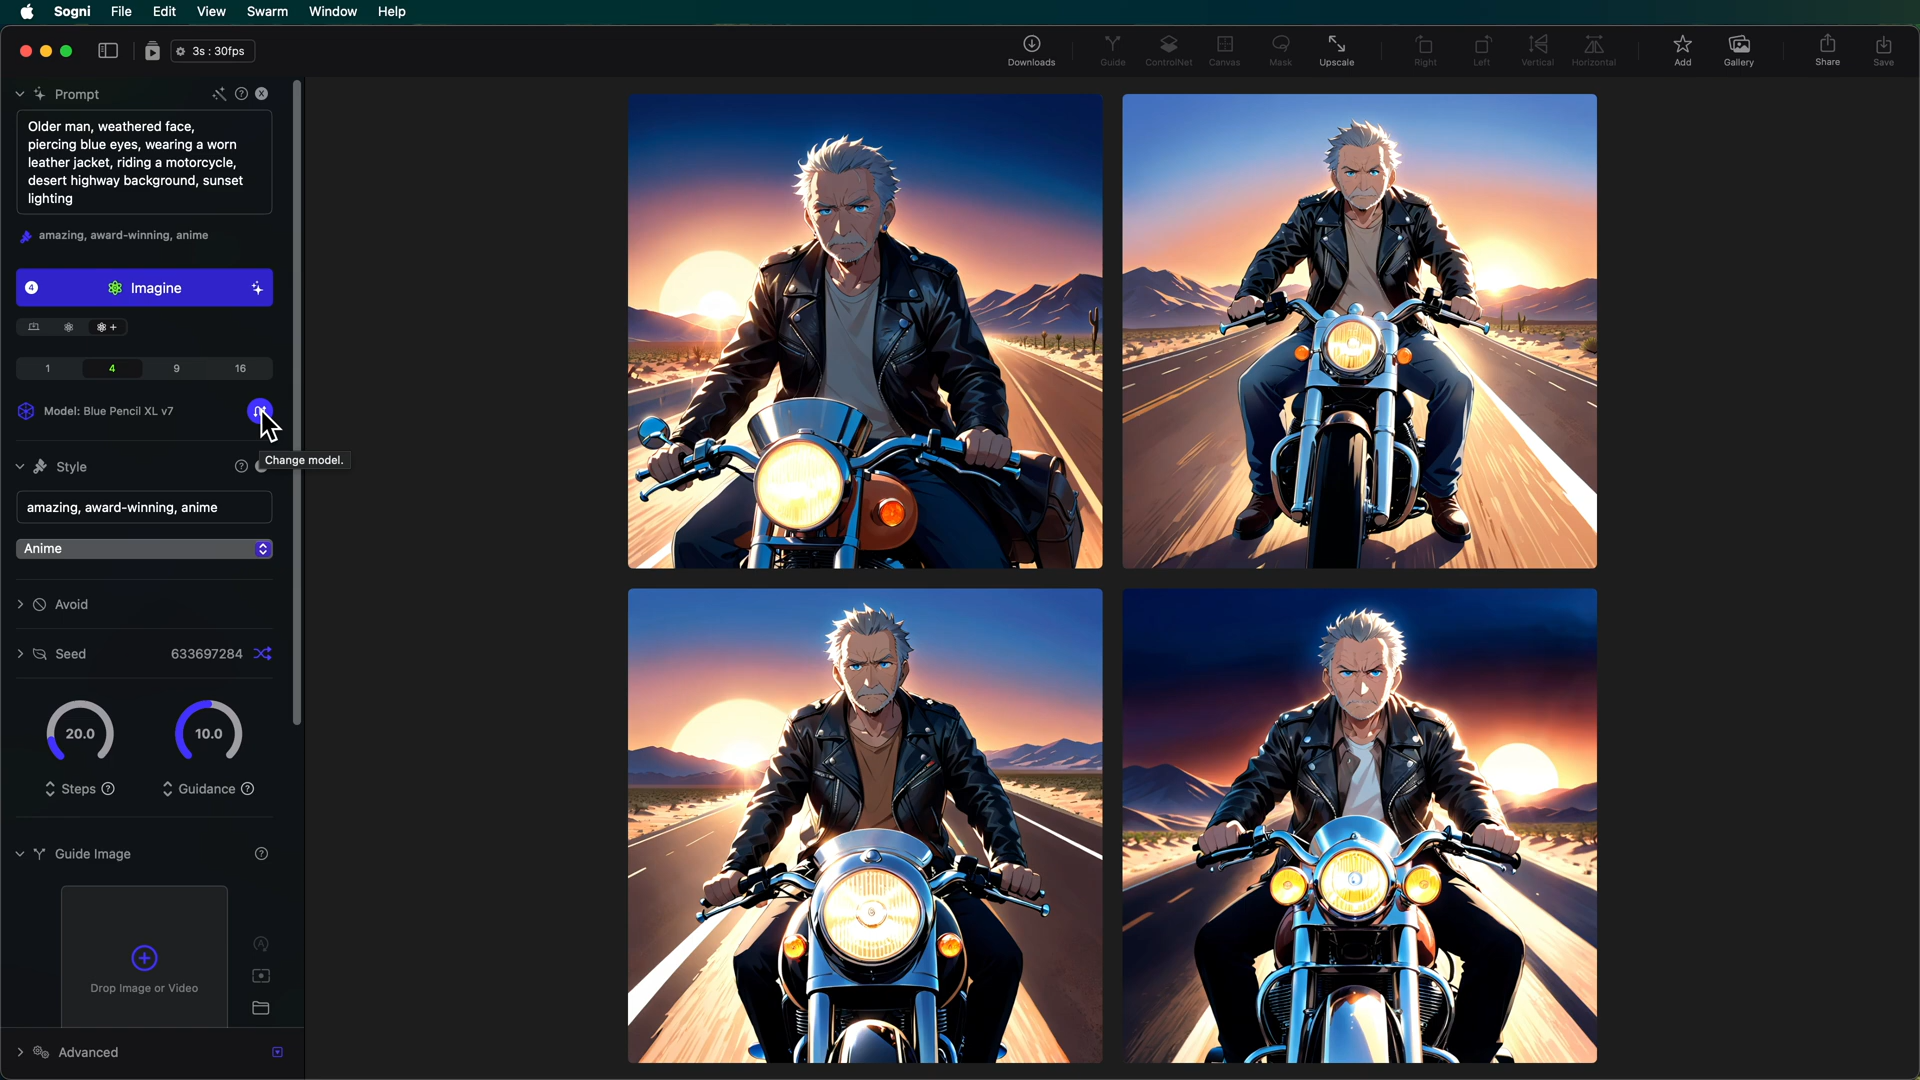 Sogni File Edit View Swarm Window Help
3s : 30fps
Downloads Guide ControlNet Canvas Mask Upscale Right Left Vertical Horizontal Add Gallery Share Save
Prompt
Older man, weathered face,
piercing blue eyes, wearing a worn
leather jacket, riding a motorcycle,
desert highway background, sunset
lighting
amazing, award-winning, anime
4 Imagine
1 4 9 16
Model: Blue Pencil XL v7
Change model.
Style
amazing, award-winning, anime
Anime
Avoid
Seed 633697284
20.0 10.0
Steps Guidance
Guide Image
Drop Image or Video
Advanced